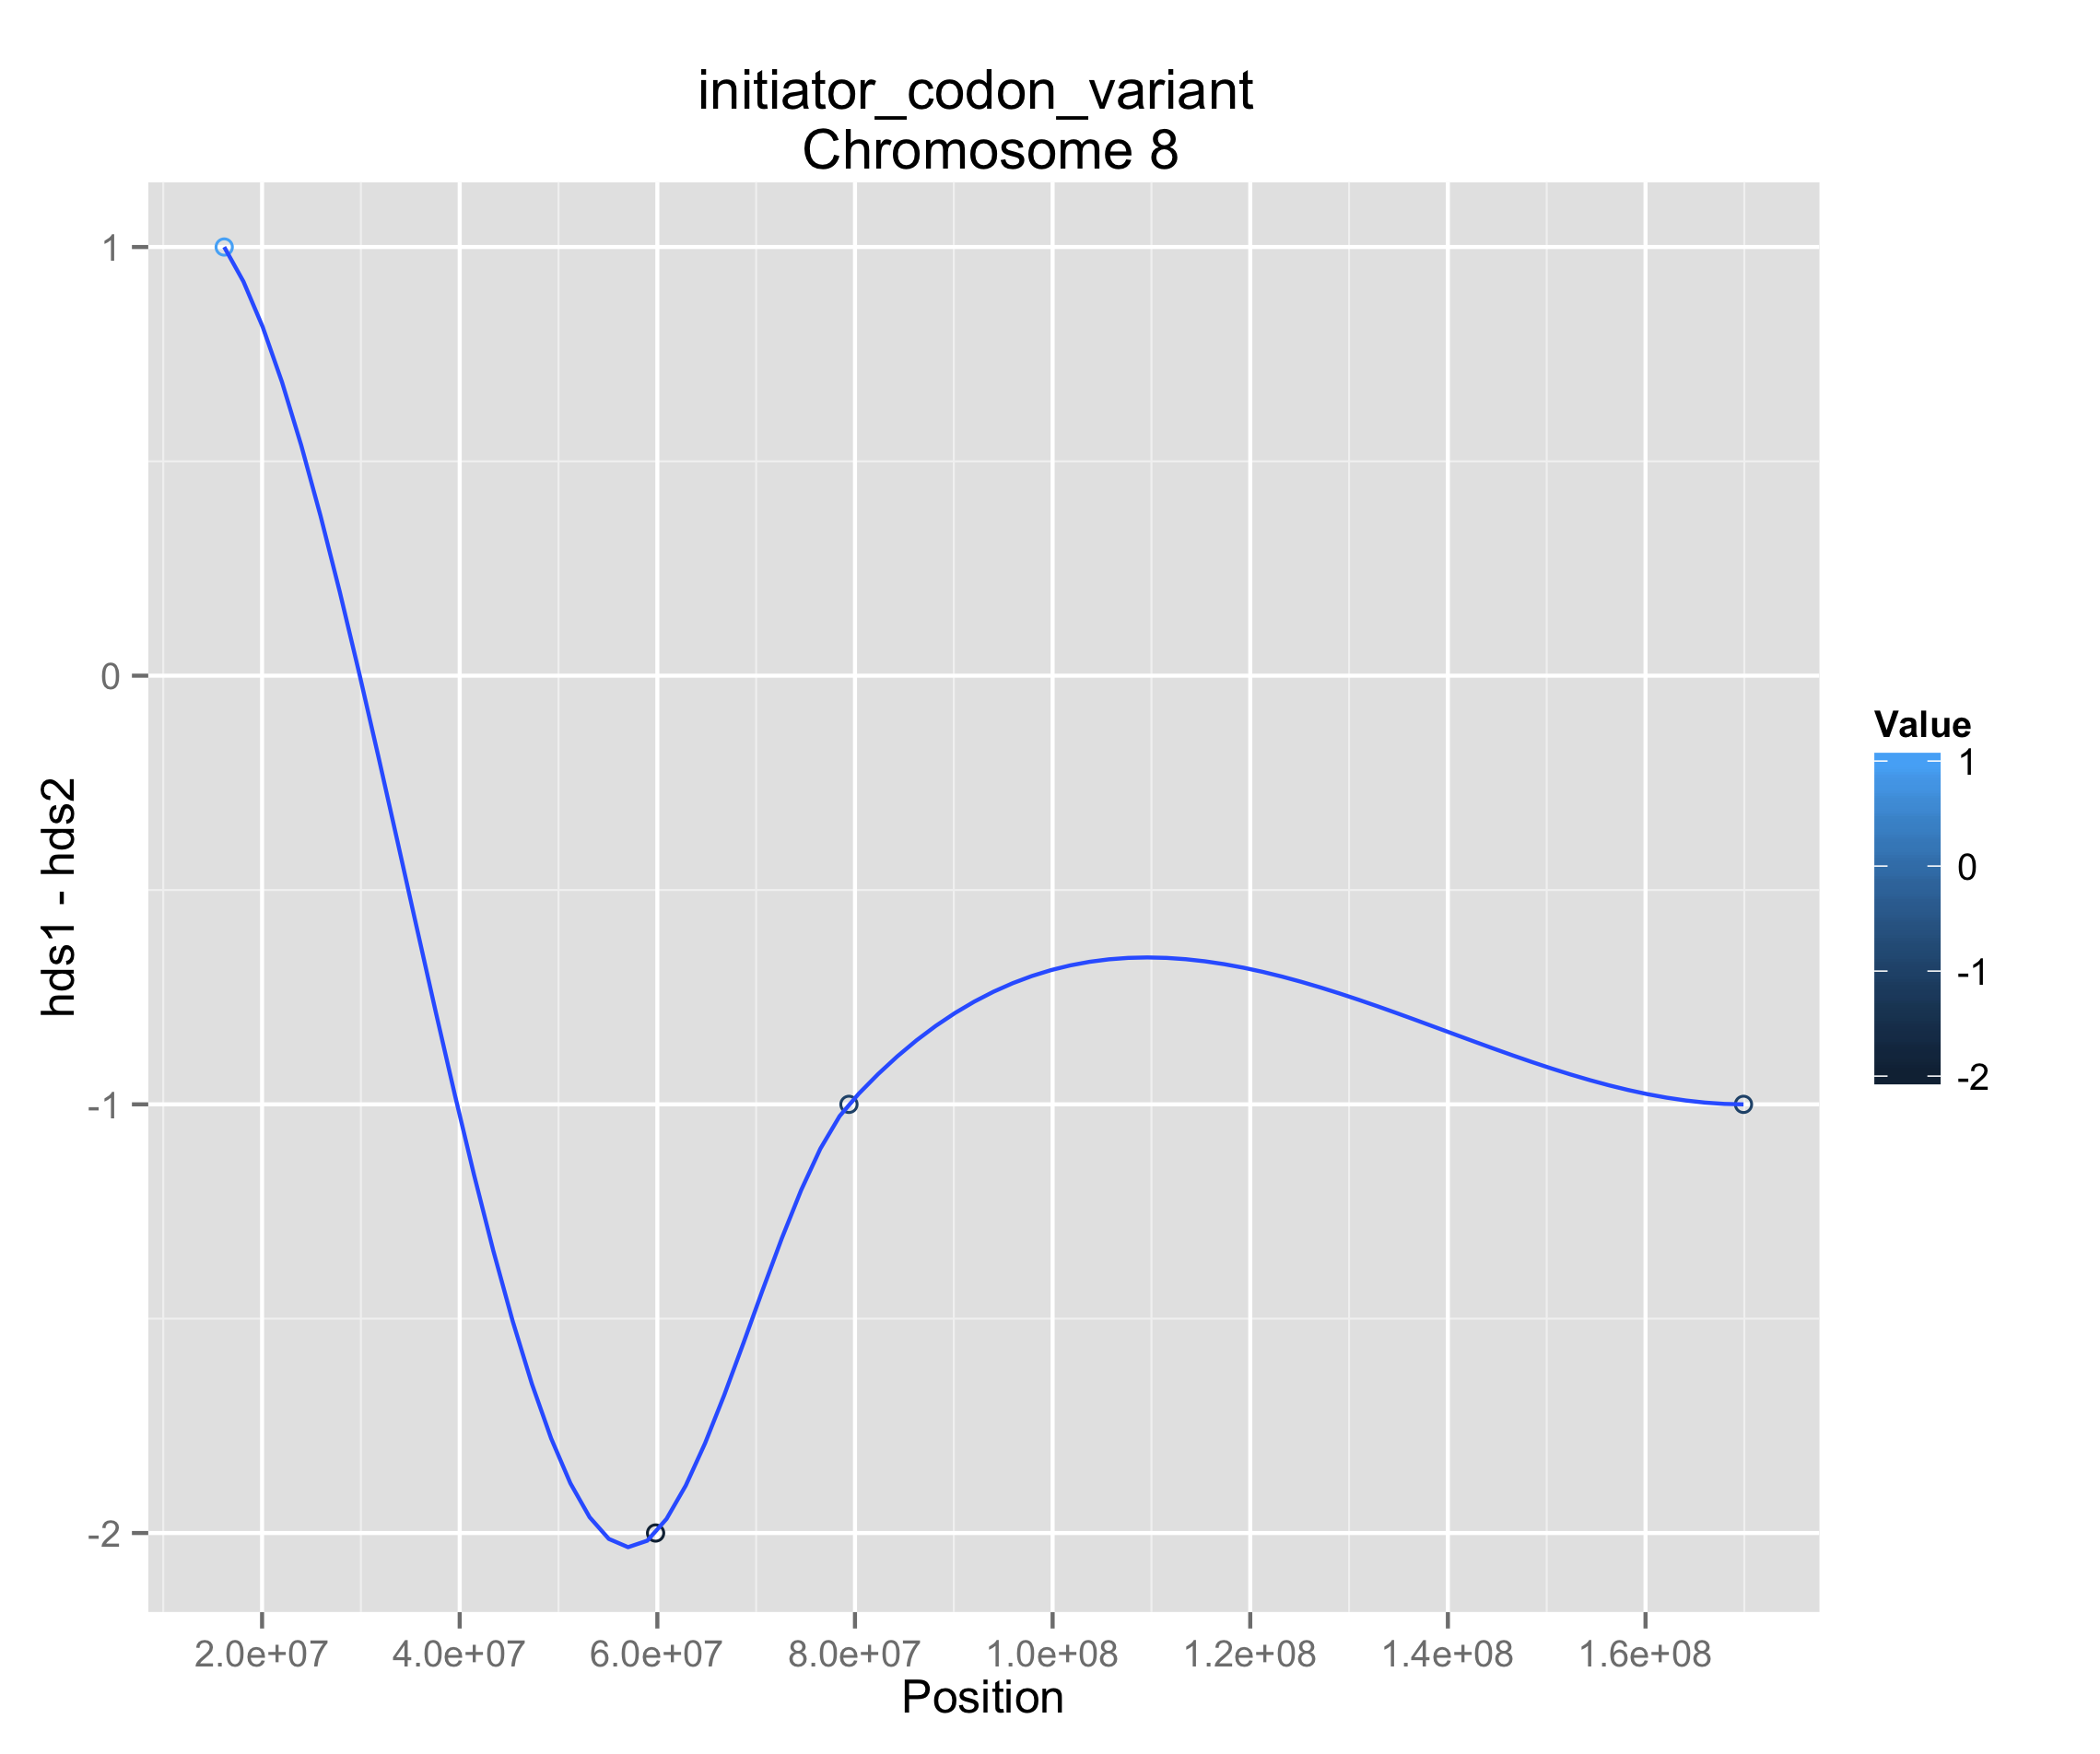 initiator_codon_variant
Chromosome 8
1
0
-1
-2
hds1 - hds2
2.0e+07 4.0e+07 6.0e+07 8.0e+07 1.0e+08 1.2e+08 1.4e+08 1.6e+08
Position
Value
1
0
-1
-2